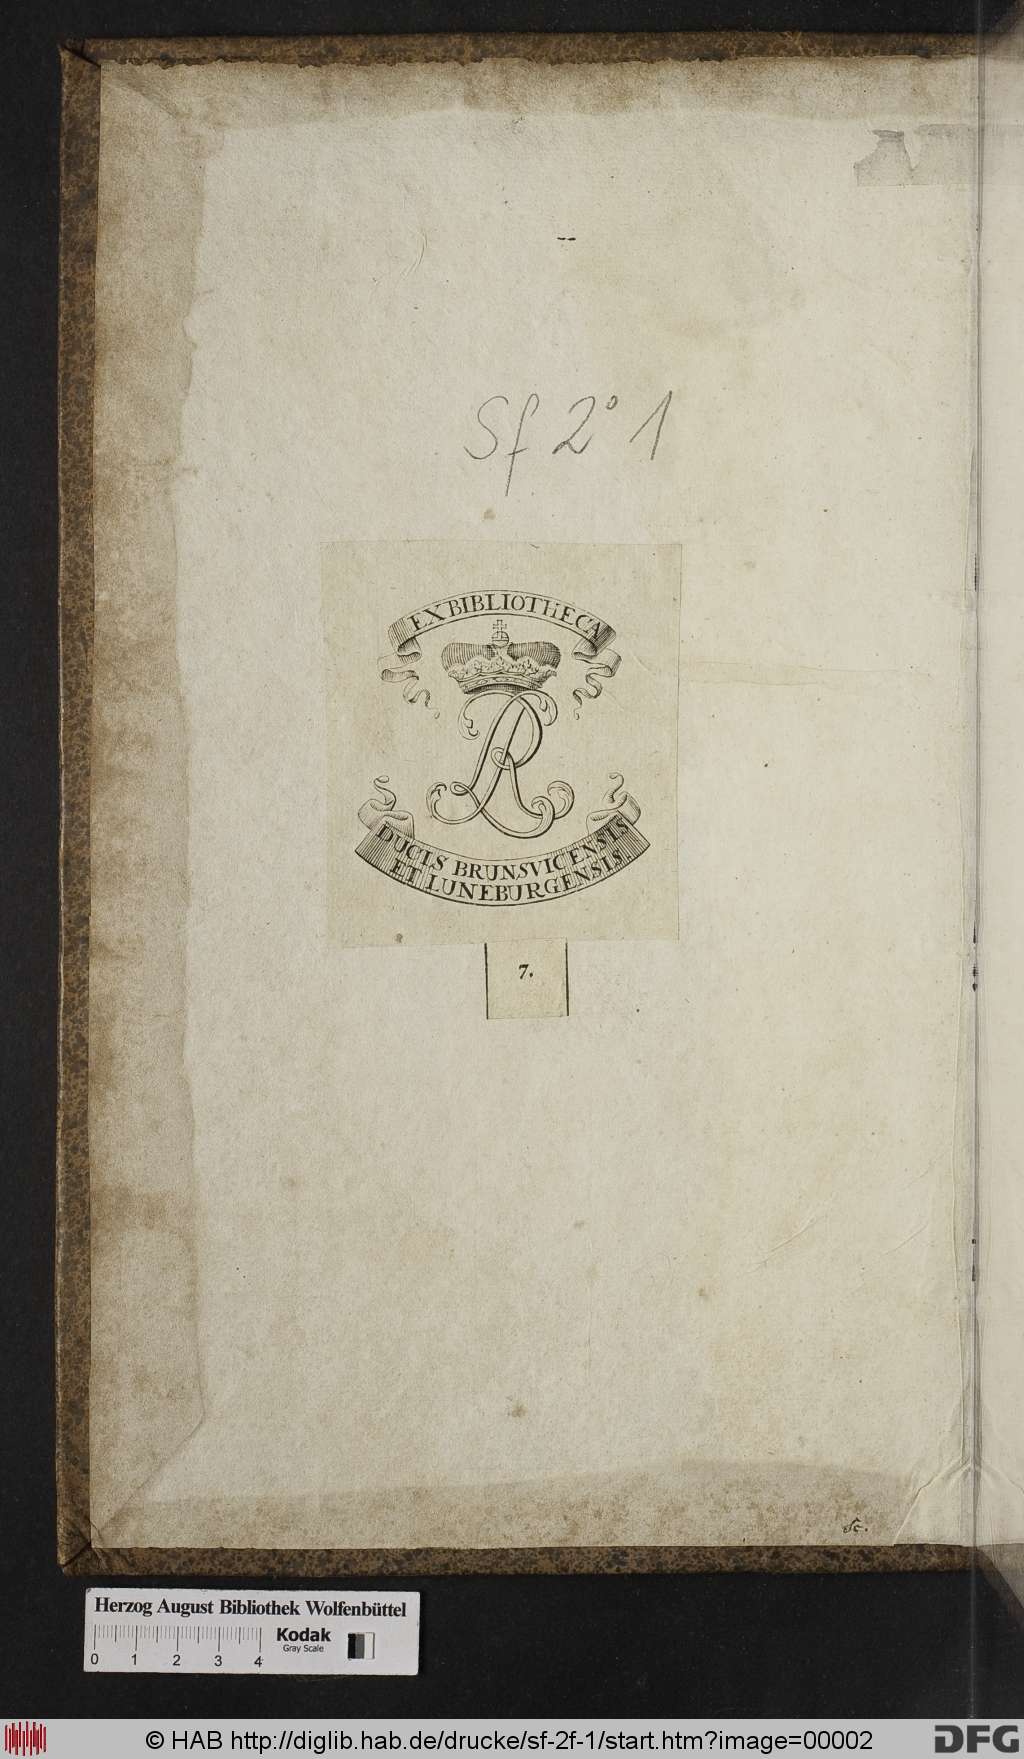 Sf 2° 1
EX BIBLIOTHECA
DUCIS BRUNSVICENSIS
ET LUNEBURGENSIS.
7.
Herzog August Bibliothek Wolfenbüttel
0 1 2 3 4
Kodak
Gray Scale
© HAB http://diglib.hab.de/drucke/sf-2f-1/start.htm?image=00002
DFG